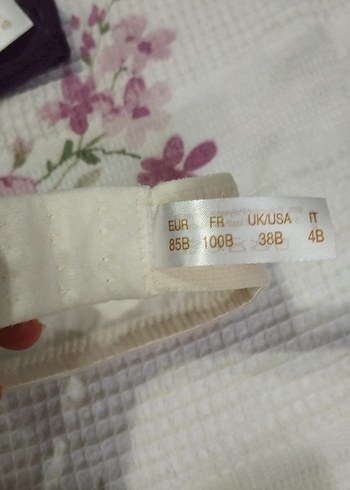 EUR FR UK/USA IT
85B 100B 38B 4B